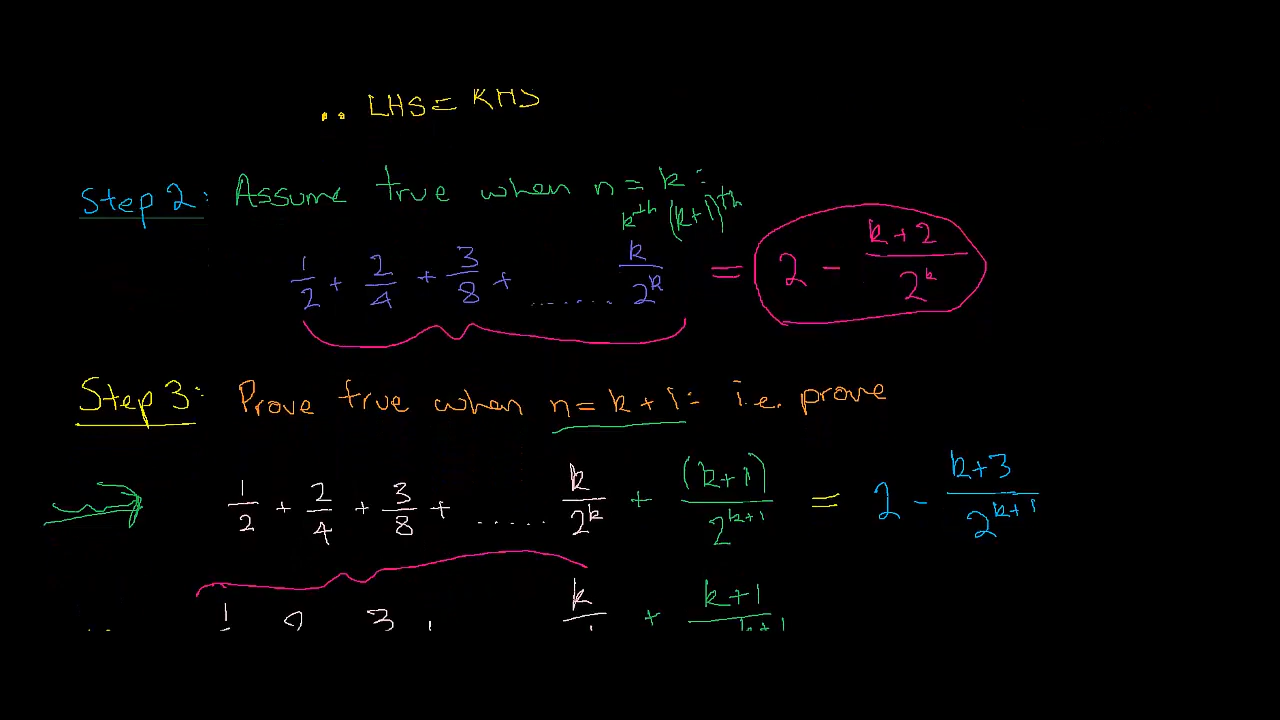 .. LHS = RHS
Step 2: Assume true when n = k:
kth (k+1)th
1/2 + 2/4 + 3/8 + ........ k/2^k = 2 - (k+2)/2^k
Step 3: Prove true when n = k + 1: i.e. prove
1/2 + 2/4 + 3/8 + ...... k/2^k + (k+1)/2^(k+1) = 2 - (k+3)/2^(k+1)
k + k+1